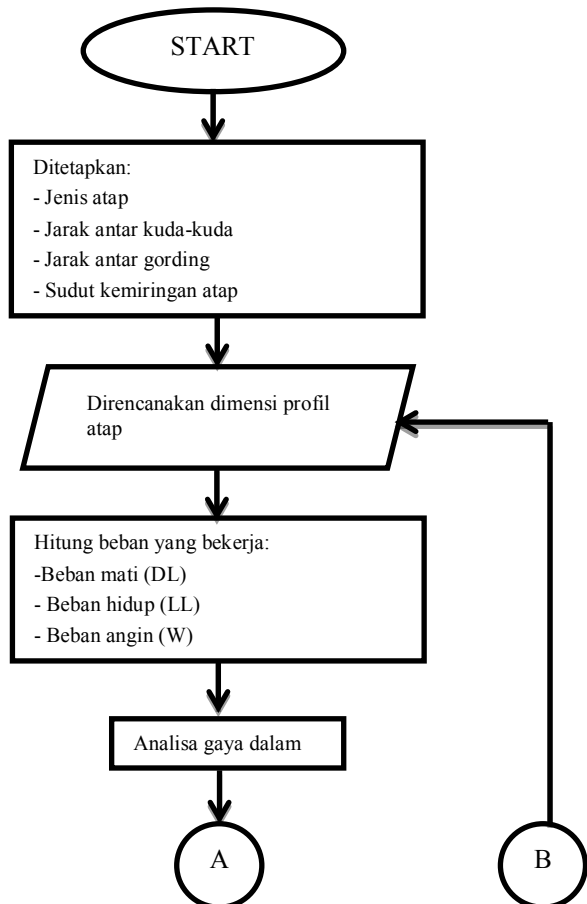 START
Ditetapkan:
- Jenis atap
- Jarak antar kuda-kuda
- Jarak antar gording
- Sudut kemiringan atap
Direncanakan dimensi profil
atap
Hitung beban yang bekerja:
-Beban mati (DL)
- Beban hidup (LL)
- Beban angin (W)
Analisa gaya dalam
A
B